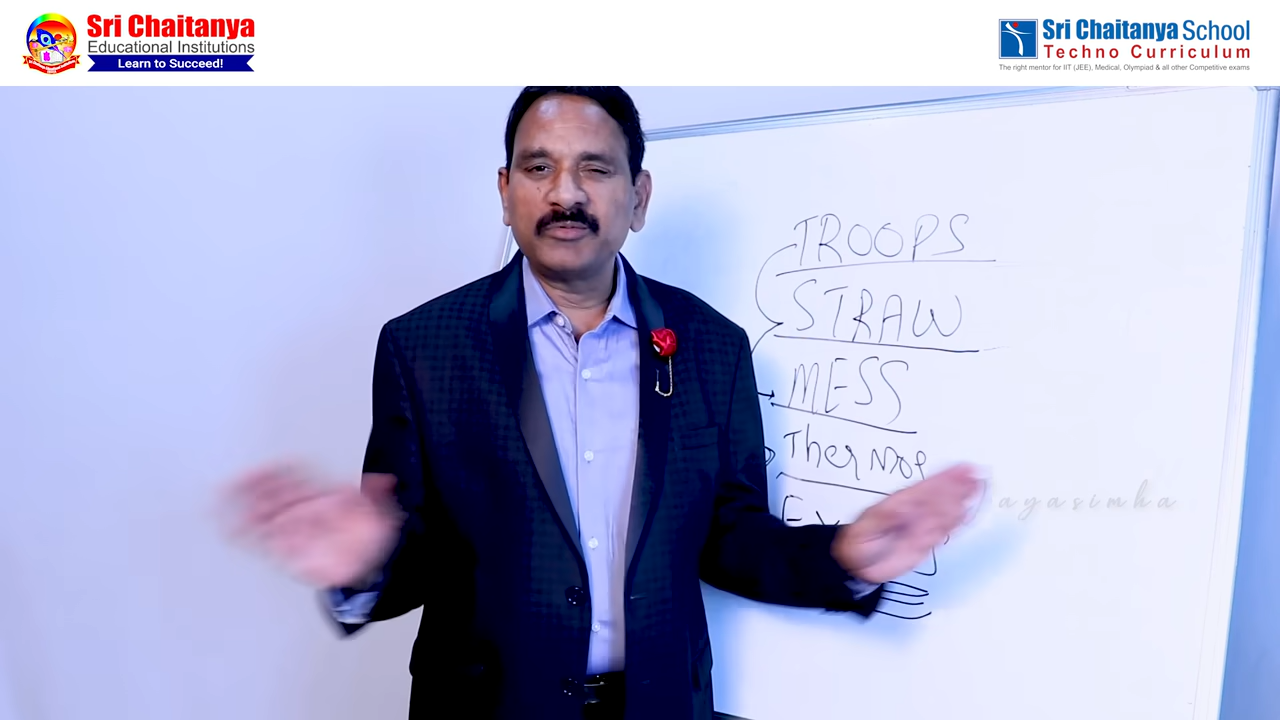 Sri Chaitanya
Educational Institutions
Learn to Succeed!
Sri Chaitanya School
Techno Curriculum
The right mentor for IIT (JEE), Medical, Olympiad & all other Competitive exams
TROOPS
STRAW
MESS